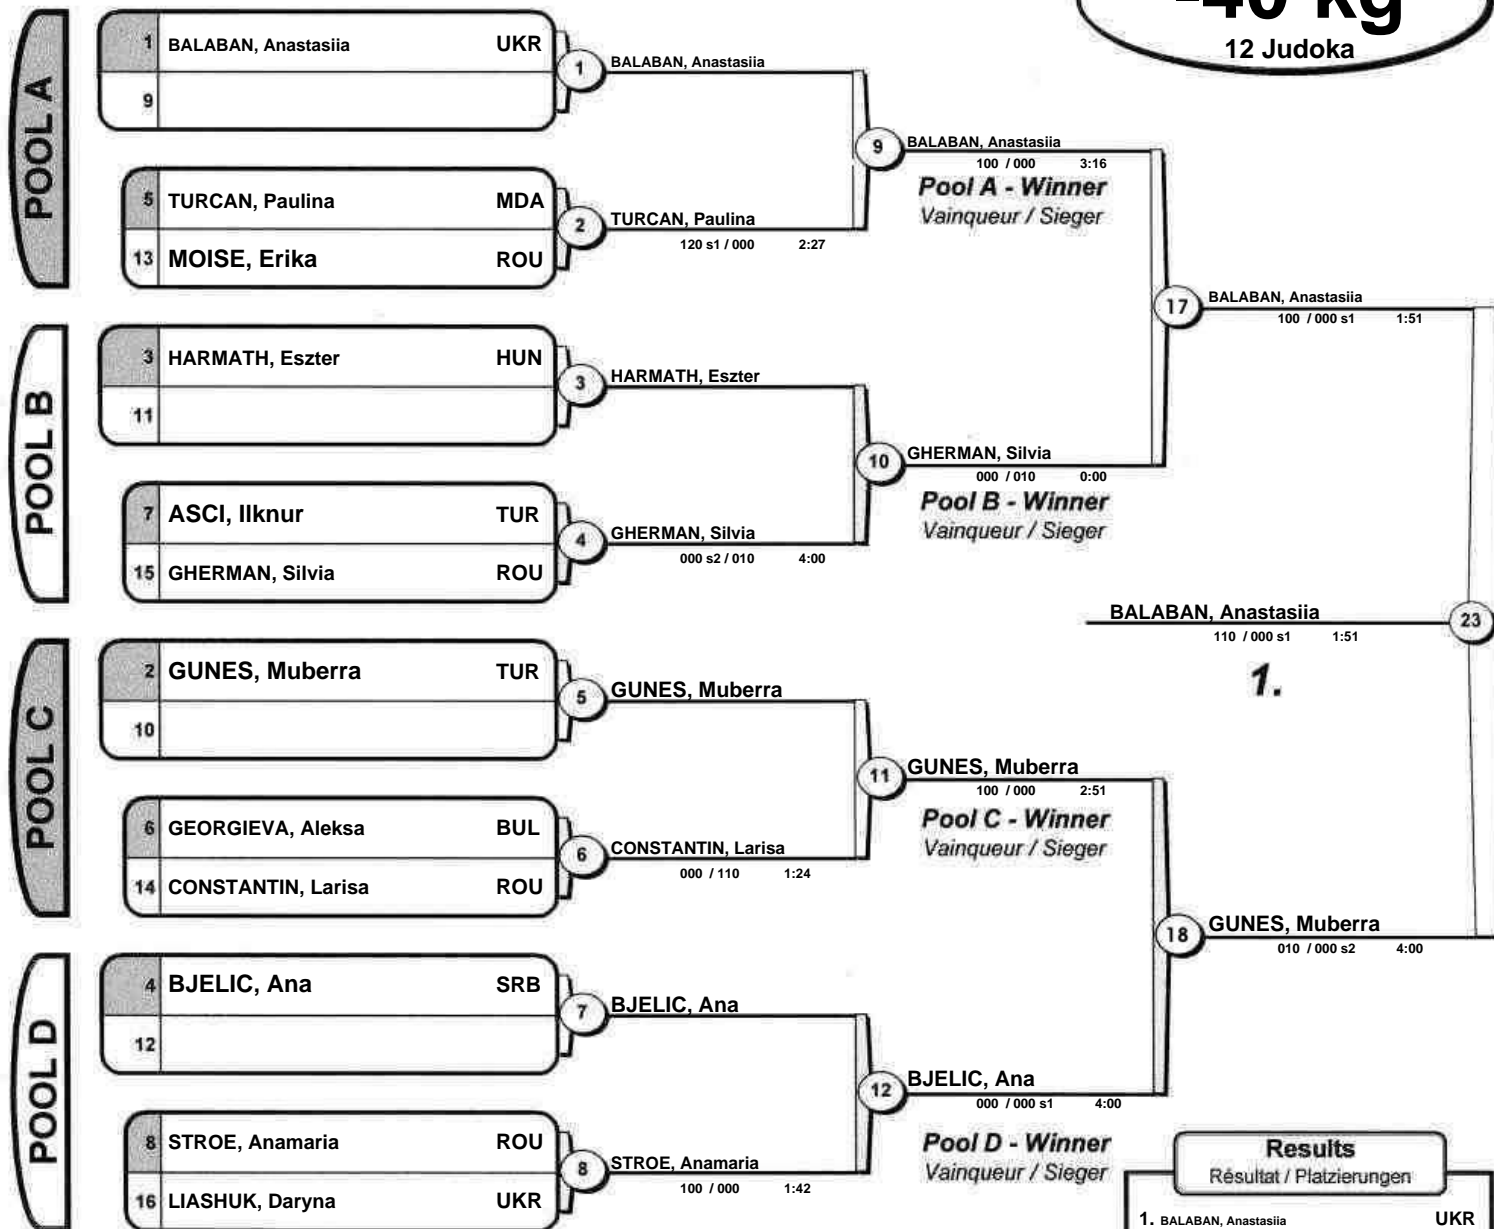 -40 kg
12 Judoka
POOL A
1 BALABAN, Anastasiia UKR
9
1
BALABAN, Anastasiia
5 TURCAN, Paulina MDA
13 MOISE, Erika ROU
2
TURCAN, Paulina
120 s1 / 000 2:27
9
BALABAN, Anastasiia
100 / 000 3:16
Pool A - Winner
Vainqueur / Sieger
POOL B
3 HARMATH, Eszter HUN
11
3
HARMATH, Eszter
7 ASCI, Ilknur TUR
15 GHERMAN, Silvia ROU
4
GHERMAN, Silvia
000 s2 / 010 4:00
10
GHERMAN, Silvia
000 / 010 0:00
Pool B - Winner
Vainqueur / Sieger
17
BALABAN, Anastasiia
100 / 000 s1 1:51
POOL C
2 GUNES, Muberra TUR
10
5
GUNES, Muberra
6 GEORGIEVA, Aleksa BUL
14 CONSTANTIN, Larisa ROU
6
CONSTANTIN, Larisa
000 / 110 1:24
11
GUNES, Muberra
100 / 000 2:51
Pool C - Winner
Vainqueur / Sieger
POOL D
4 BJELIC, Ana SRB
12
7
BJELIC, Ana
8 STROE, Anamaria ROU
16 LIASHUK, Daryna UKR
8
STROE, Anamaria
100 / 000 1:42
12
BJELIC, Ana
000 / 000 s1 4:00
Pool D - Winner
Vainqueur / Sieger
18
GUNES, Muberra
010 / 000 s2 4:00
BALABAN, Anastasiia
110 / 000 s1 1:51
23
1.
Results
Résultat / Platzierungen
1. BALABAN, Anastasiia UKR